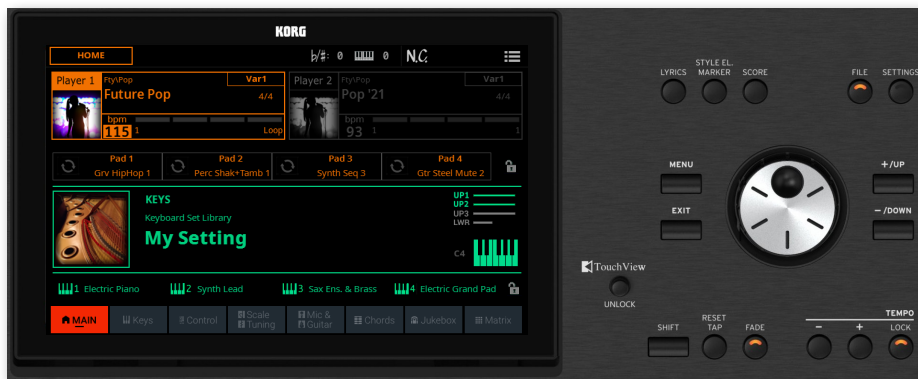 KORG
HOME
b/#: 0 0 N.C.
Player 1 Fty\Pop Var1
Future Pop 4/4
bpm
115 1 Loop
Player 2 Fty\Pop Var1
Pop '21 4/4
bpm
93 1 1
Pad 1
Grv HipHop 1
Pad 2
Perc Shak+Tamb 1
Pad 3
Synth Seq 3
Pad 4
Gtr Steel Mute 2
KEYS
Keyboard Set Library
My Setting
UP1
UP2
UP3
LWR
C4
1 Electric Piano
2 Synth Lead
3 Sax Ens. & Brass
4 Electric Grand Pad
MAIN
Keys
Control
Scale
Tuning
Mic &
Guitar
Chords
Jukebox
Matrix
LYRICS
STYLE EL.
MARKER
SCORE
FILE
SETTINGS
MENU
+/UP
EXIT
-/DOWN
TouchView
UNLOCK
SHIFT
RESET
TAP
FADE
TEMPO
-
+
LOCK